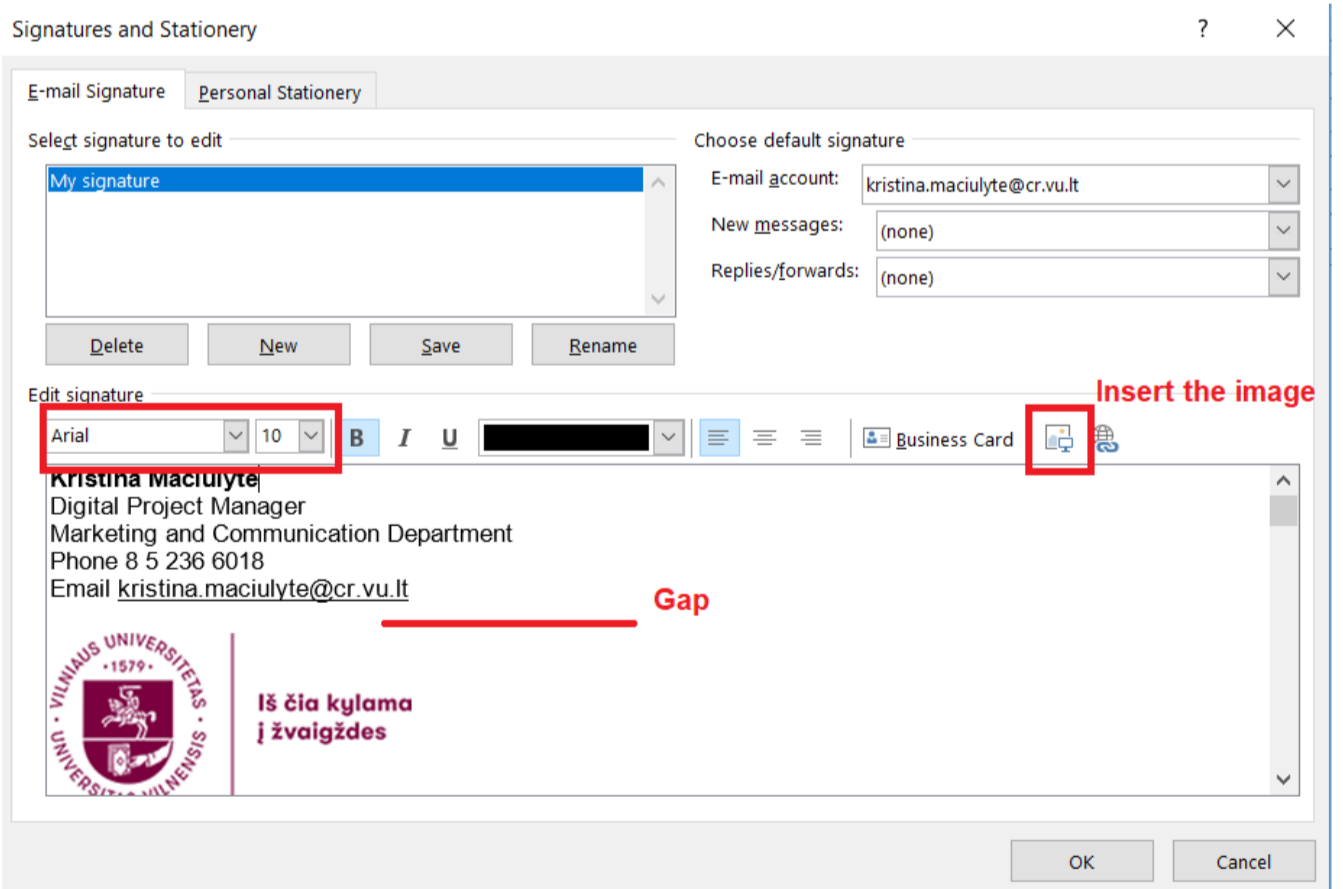 Signatures and Stationery
?
E-mail Signature
Personal Stationery
Select signature to edit
My signature
Delete
New
Save
Rename
Choose default signature
E-mail account:
kristina.maciulyte@cr.vu.lt
New messages:
(none)
Replies/forwards:
(none)
Edit signature
Insert the image
Arial
10
B
I
U
Business Card
Kristina Maciulyte
Digital Project Manager
Marketing and Communication Department
Phone 8 5 236 6018
Email kristina.maciulyte@cr.vu.lt
Gap
VILNIAUS UNIVERSITETAS
·1579·
UNIVERSITAS VILNENSIS
Iš čia kylama
į žvaigždes
OK
Cancel